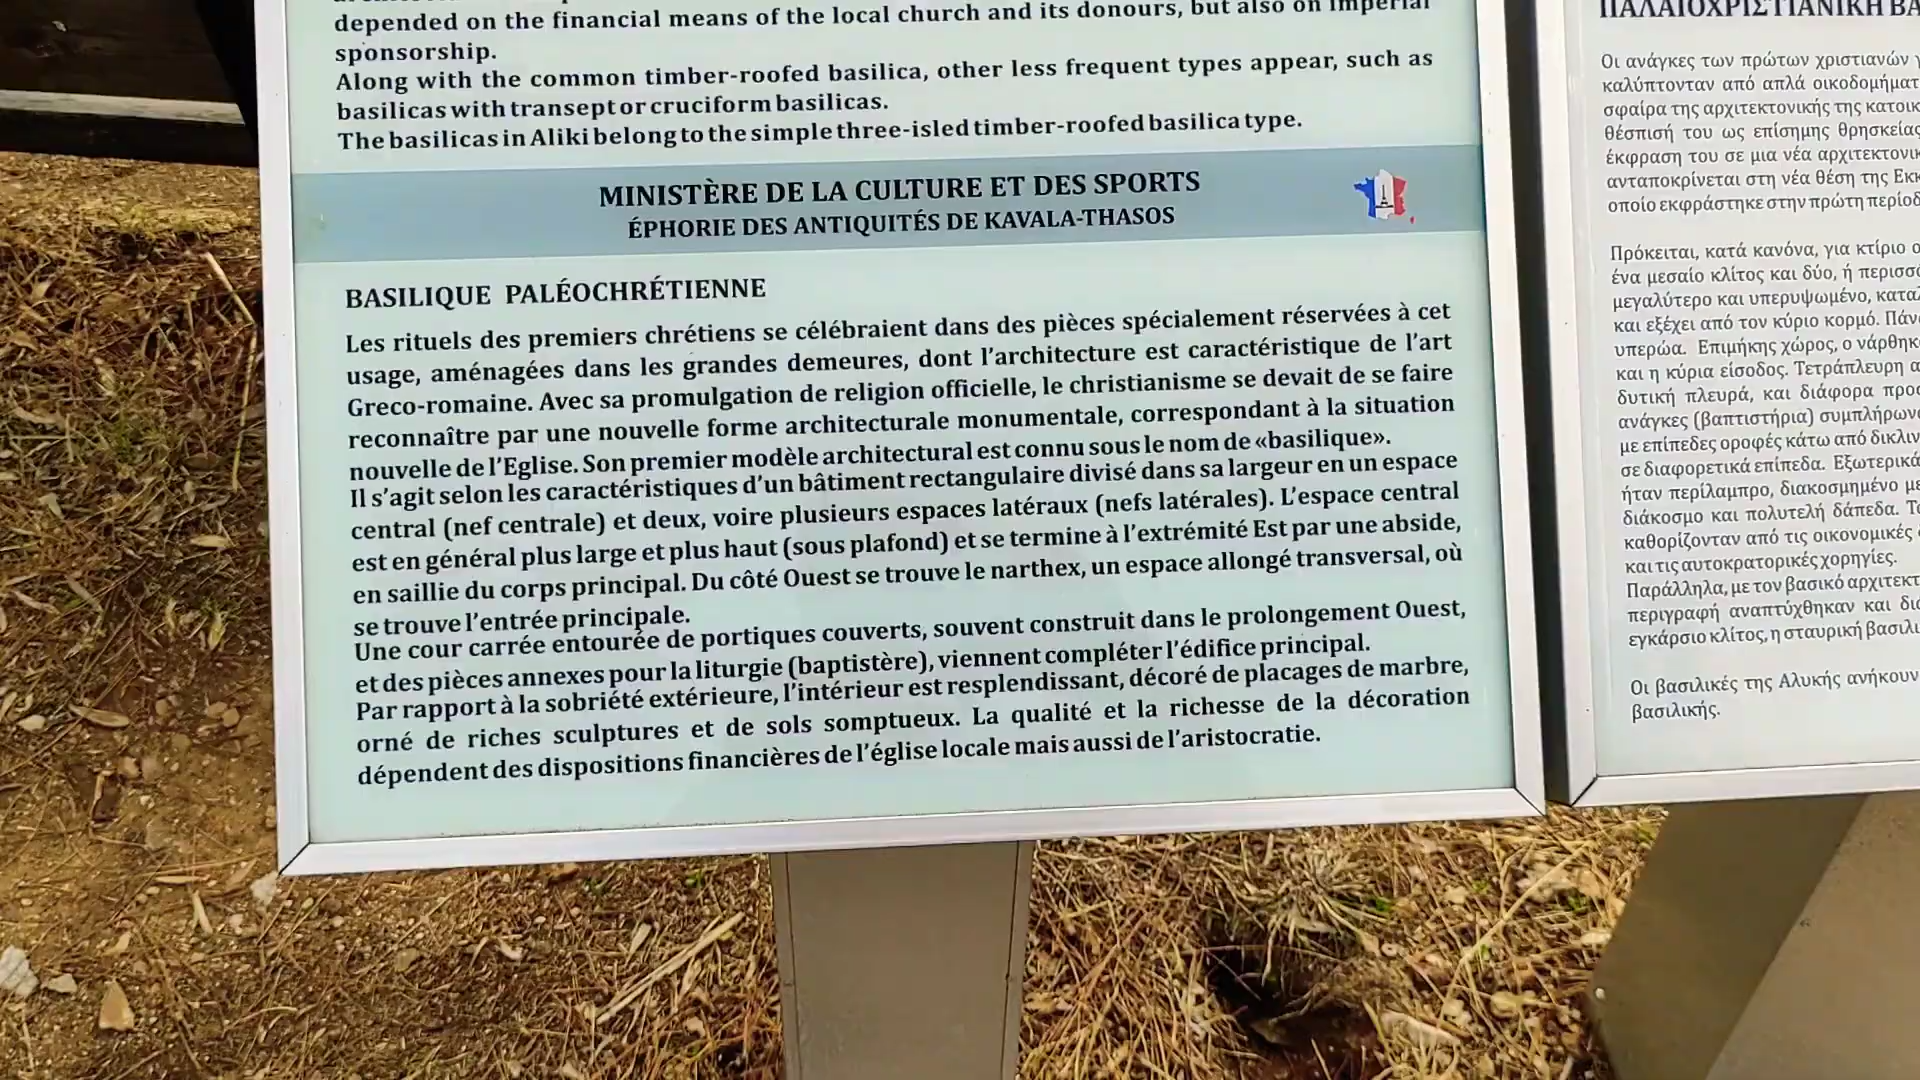 depended on the financial means of the local church and its donours, but also on imperial
sponsorship.
Along with the common timber-roofed basilica, other less frequent types appear, such as
basilicas with transept or cruciform basilicas.
The basilicas in Aliki belong to the simple three-isled timber-roofed basilica type.
MINISTÈRE DE LA CULTURE ET DES SPORTS
ÉPHORIE DES ANTIQUITÉS DE KAVALA-THASOS
BASILIQUE PALÉOCHRÉTIENNE
Les rituels des premiers chrétiens se célébraient dans des pièces spécialement réservées à cet
usage, aménagées dans les grandes demeures, dont l'architecture est caractéristique de l'art
Greco-romaine. Avec sa promulgation de religion officielle, le christianisme se devait de se faire
reconnaître par une nouvelle forme architecturale monumentale, correspondant à la situation
nouvelle de l'Eglise. Son premier modèle architectural est connu sous le nom de «basilique».
Il s'agit selon les caractéristiques d'un bâtiment rectangulaire divisé dans sa largeur en un espace
central (nef centrale) et deux, voire plusieurs espaces latéraux (nefs latérales). L'espace central
est en général plus large et plus haut (sous plafond) et se termine à l'extrémité Est par une abside,
en saillie du corps principal. Du côté Ouest se trouve le narthex, un espace allongé transversal, où
se trouve l'entrée principale.
Une cour carrée entourée de portiques couverts, souvent construit dans le prolongement Ouest,
et des pièces annexes pour la liturgie (baptistère), viennent compléter l'édifice principal.
Par rapport à la sobriété extérieure, l'intérieur est resplendissant, décoré de placages de marbre,
orné de riches sculptures et de sols somptueux. La qualité et la richesse de la décoration
dépendent des dispositions financières de l'église locale mais aussi de l'aristocratie.
ΠΑΛΑΙΟΧΡΙΣΤΙΑΝΙΚΗ ΒΑ
Οι ανάγκες των πρώτων χριστιανών
καλύπτονταν από απλά οικοδομήματ
σφαίρα της αρχιτεκτονικής της κατοικ
θέσπισή του ως επίσημης θρησκείας
έκφραση του σε μια νέα αρχιτεκτονικ
ανταποκρίνεται στη νέα θέση της Εκκ
οποίο εκφράστηκε στην πρώτη περίοδ
Πρόκειται, κατά κανόνα, για κτίριο ο
ένα μεσαίο κλίτος και δύο, ή περισσό
μεγαλύτερο και υπερυψωμένο, καταλ
και εξέχει από τον κύριο κορμό. Πάν
υπερώα. Επιμήκης χώρος, ο νάρθηκ
και η κύρια είσοδος. Τετράπλευρη α
δυτική πλευρά, και διάφορα προσ
ανάγκες (βαπτιστήρια) συμπλήρων
με επίπεδες οροφές κάτω από δικλιν
σε διαφορετικά επίπεδα. Εξωτερικά
ήταν περίλαμπρο, διακοσμημένο με
διάκοσμο και πολυτελή δάπεδα. Το
καθορίζονταν από τις οικονομικές
και τις αυτοκρατορικές χορηγίες.
Παράλληλα, με τον βασικό αρχιτεκτ
περιγραφή αναπτύχθηκαν και διά
εγκάρσιο κλίτος, η σταυρική βασιλι
Οι βασιλικές της Αλυκής ανήκουν
βασιλικής.